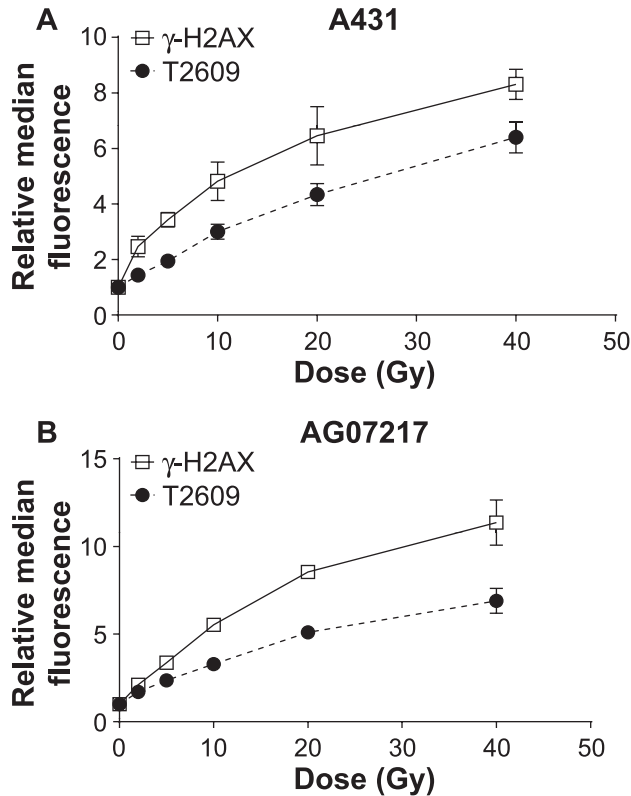 A
A431
γ-H2AX
T2609
Relative median
fluorescence
10
8
6
4
2
0
0 10 20 30 40 50
Dose (Gy)
B
AG07217
γ-H2AX
T2609
Relative median
fluorescence
15
10
5
0
0 10 20 30 40 50
Dose (Gy)